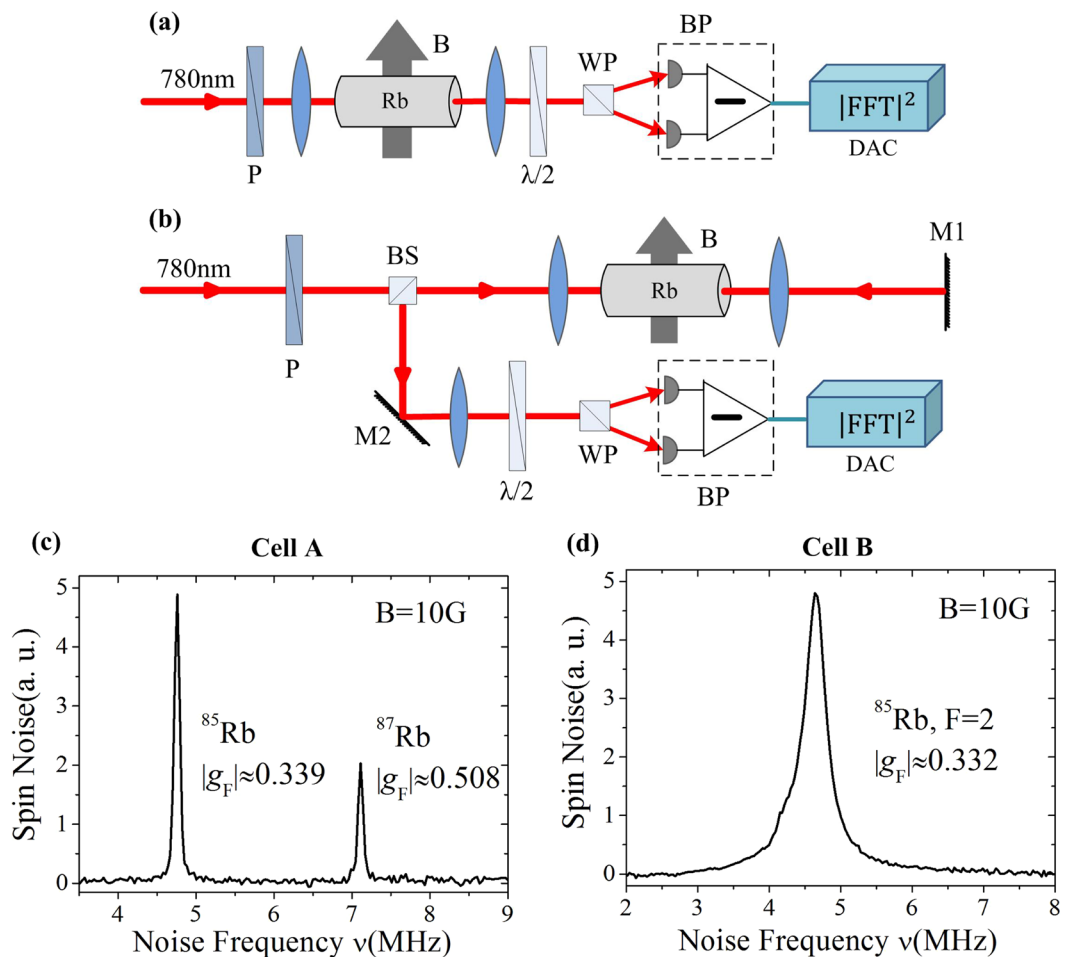 (a)
BP
B
WP
780nm
Rb
|FFT|²
P
λ/2
DAC
(b)
M1
BS
B
780nm
Rb
P
M2
WP
|FFT|²
λ/2
BP
DAC
(c)
Cell A
5
4
3
2
1
0
B=10G
⁸⁵Rb
|g_F|≈0.339
⁸⁷Rb
|g_F|≈0.508
4 5 6 7 8 9
Spin Noise(a. u.)
Noise Frequency ν(MHz)
(d)
Cell B
5
4
3
2
1
0
B=10G
⁸⁵Rb, F=2
|g_F|≈0.332
2 3 4 5 6 7 8
Spin Noise(a. u.)
Noise Frequency ν(MHz)